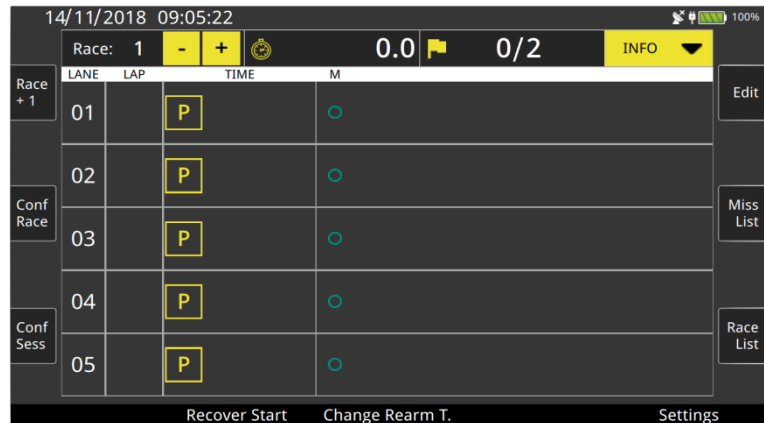 14/11/2018 09:05:22 100%
Race: 1 - + 0.0 0/2 INFO
LANE LAP TIME M
Race
+ 1
Edit
01 P
02 P
Conf
Race
Miss
List
03 P
04 P
Conf
Sess
Race
List
05 P
Recover Start Change Rearm T. Settings